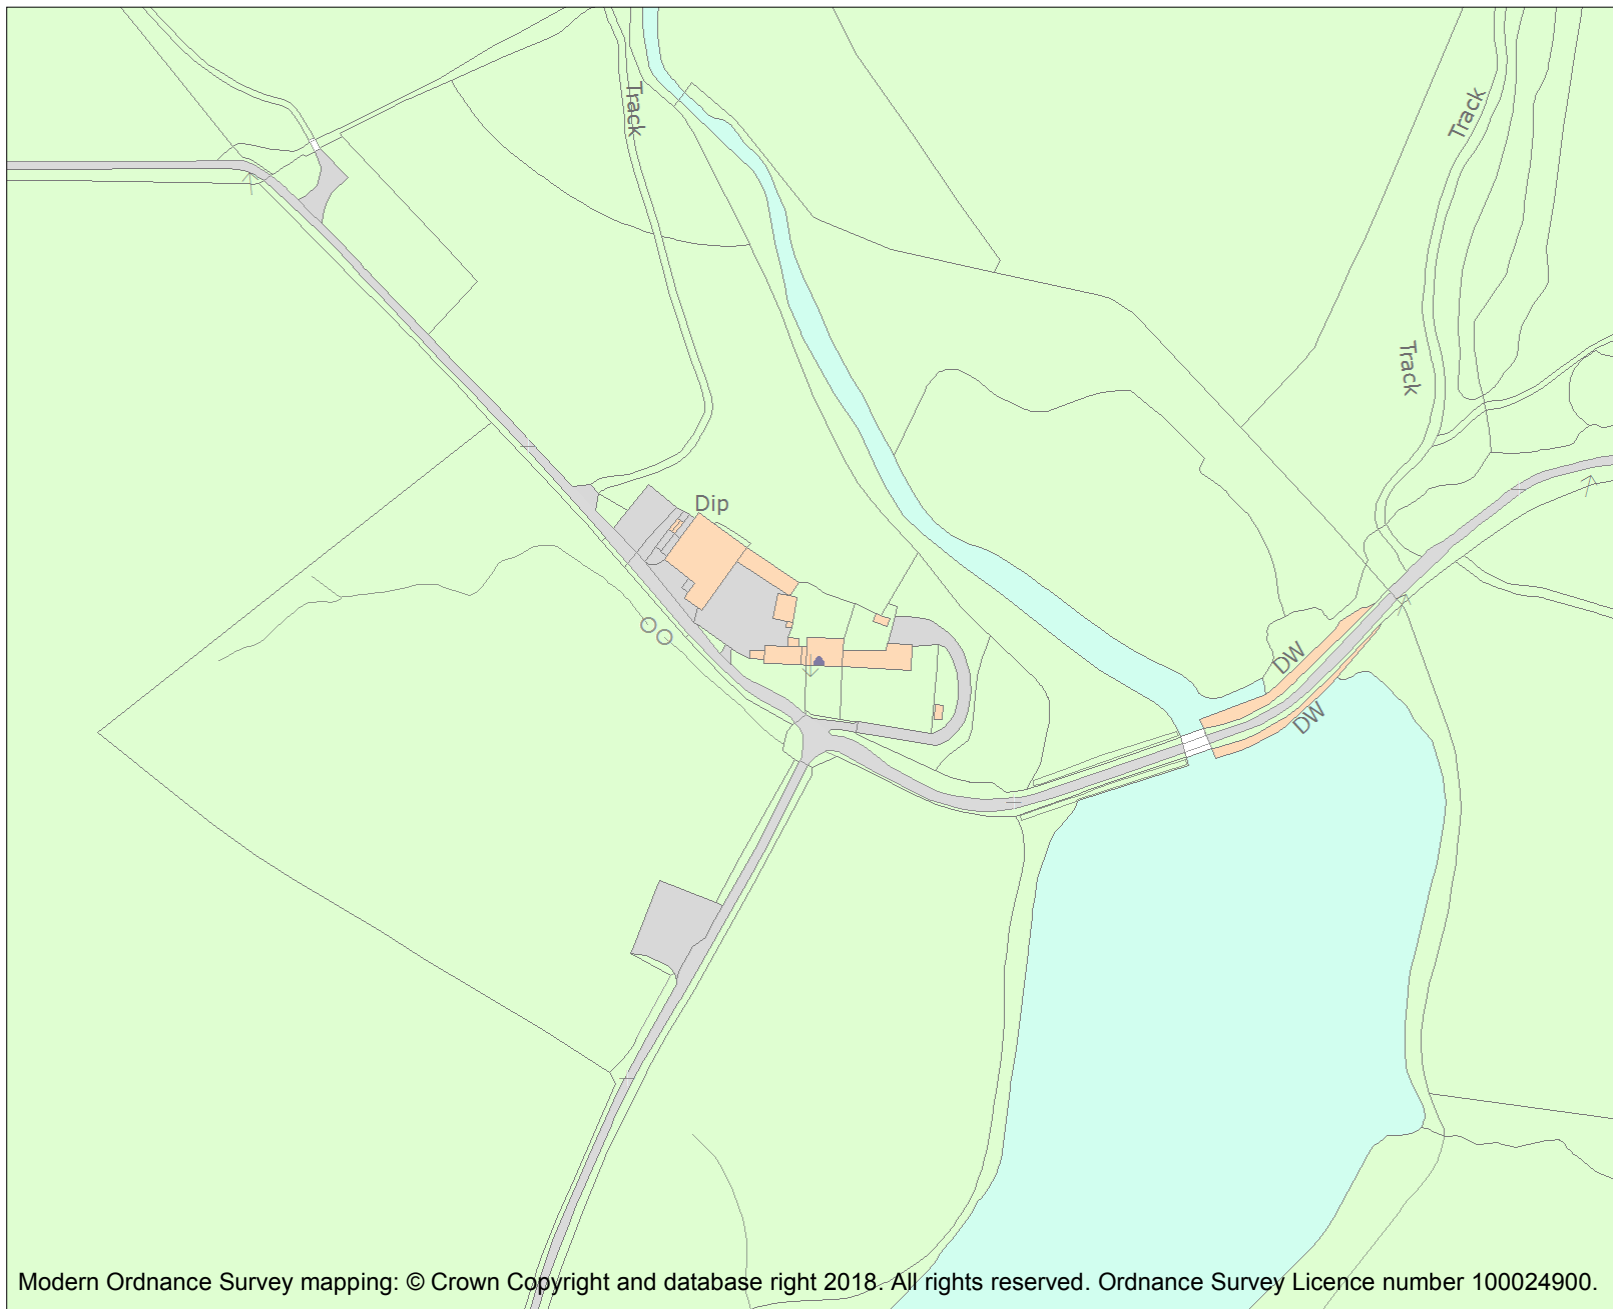 Track
Track
Track
Dip
DW
DW
Modern Ordnance Survey mapping: © Crown Copyright and database right 2018. All rights reserved. Ordnance Survey Licence number 100024900.